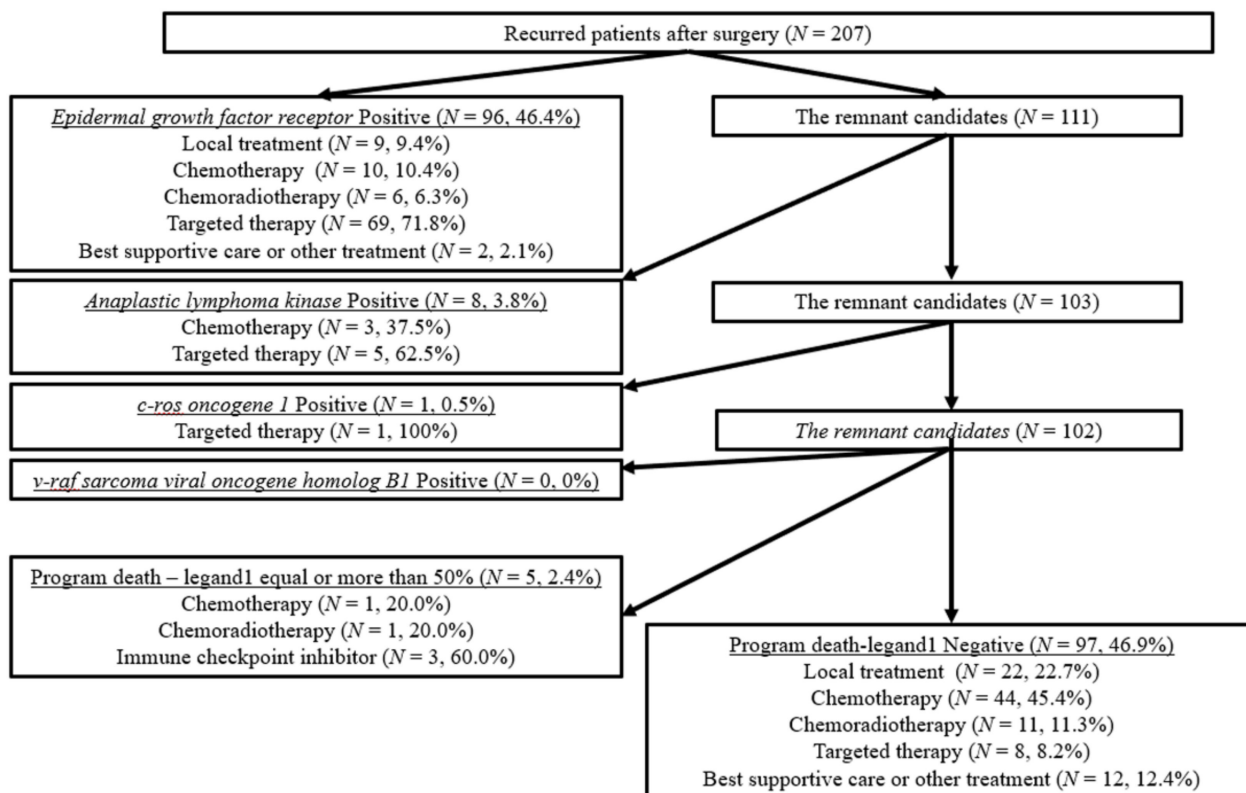 Recurred patients after surgery (N = 207)
Epidermal growth factor receptor Positive (N = 96, 46.4%)
Local treatment (N = 9, 9.4%)
Chemotherapy (N = 10, 10.4%)
Chemoradiotherapy (N = 6, 6.3%)
Targeted therapy (N = 69, 71.8%)
Best supportive care or other treatment (N = 2, 2.1%)
The remnant candidates (N = 111)
Anaplastic lymphoma kinase Positive (N = 8, 3.8%)
Chemotherapy (N = 3, 37.5%)
Targeted therapy (N = 5, 62.5%)
The remnant candidates (N = 103)
c-ros oncogene 1 Positive (N = 1, 0.5%)
Targeted therapy (N = 1, 100%)
The remnant candidates (N = 102)
v-raf sarcoma viral oncogene homolog B1 Positive (N = 0, 0%)
Program death – legand1 equal or more than 50% (N = 5, 2.4%)
Chemotherapy (N = 1, 20.0%)
Chemoradiotherapy (N = 1, 20.0%)
Immune checkpoint inhibitor (N = 3, 60.0%)
Program death-legand1 Negative (N = 97, 46.9%)
Local treatment (N = 22, 22.7%)
Chemotherapy (N = 44, 45.4%)
Chemoradiotherapy (N = 11, 11.3%)
Targeted therapy (N = 8, 8.2%)
Best supportive care or other treatment (N = 12, 12.4%)